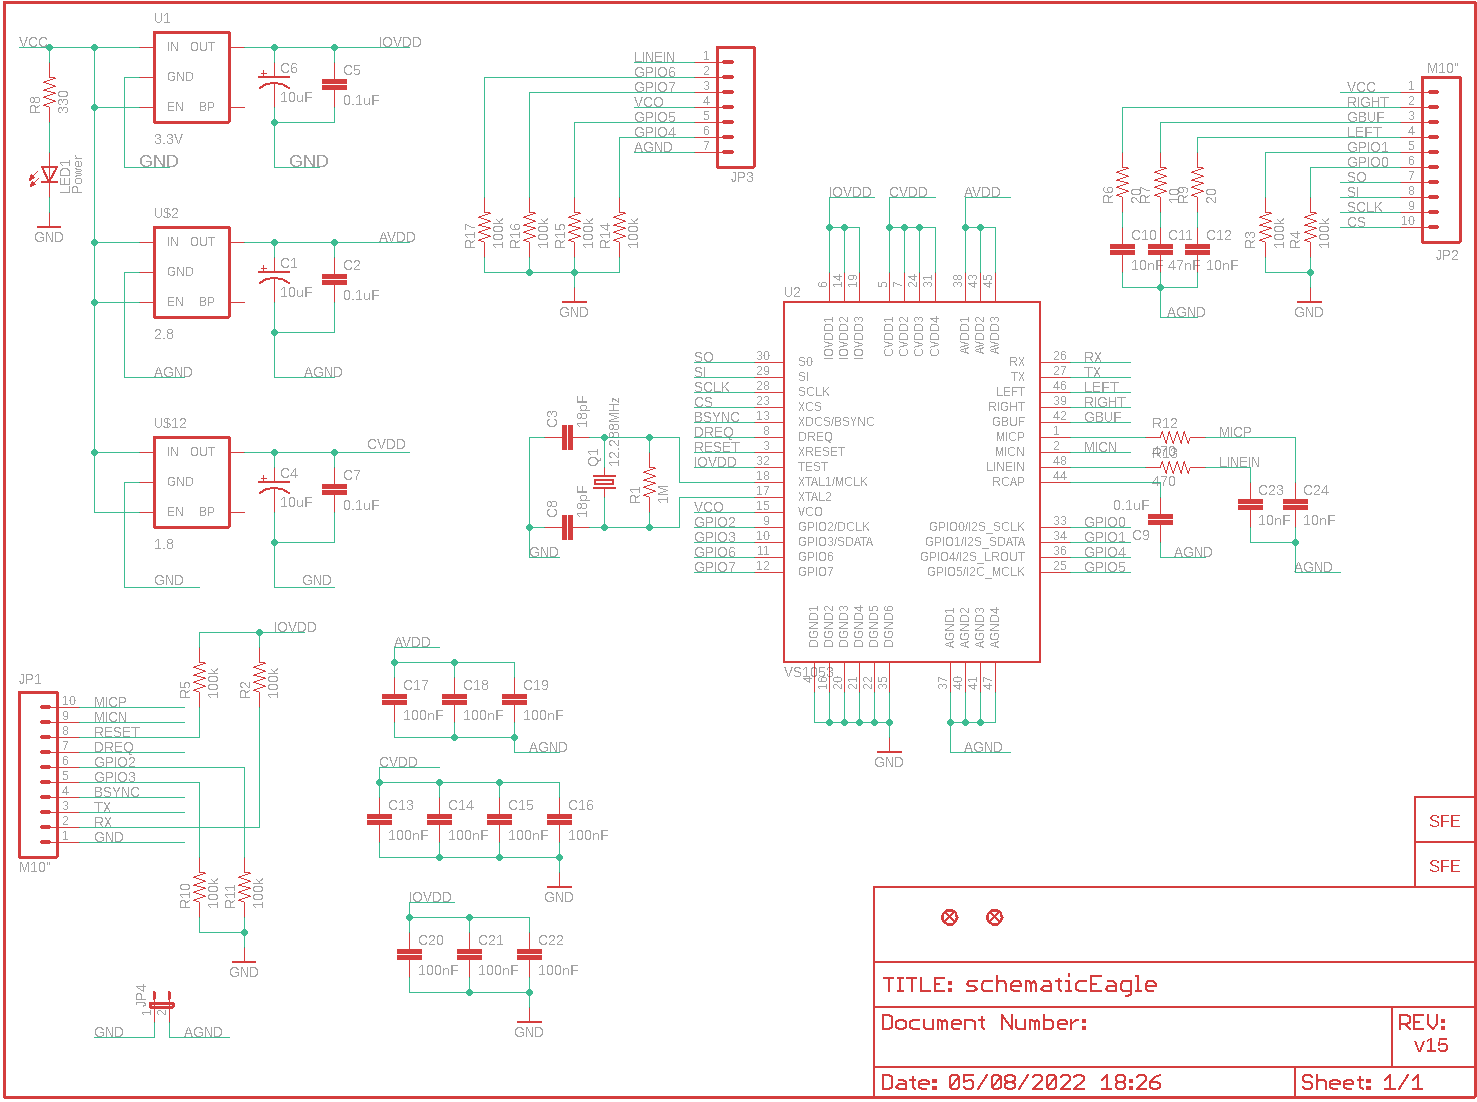 U1
VCC
IN OUT
GND
EN BP
3.3V
GND
IOVDD
C6
10uF
C5
0.1uF
GND
R8
330
LED1
Power
GND
U$2
IN OUT
GND
EN BP
2.8
AGND
AVDD
C1
10uF
C2
0.1uF
AGND
U$12
IN OUT
GND
EN BP
1.8
GND
CVDD
C4
10uF
C7
0.1uF
GND
LINEIN 1
GPIO6 2
GPIO7 3
VCO 4
GPIO5 5
GPIO4 6
AGND 7
JP3
R17
100k
R16
100k
R15
100k
R14
100k
GND
M10"
VCC 1
RIGHT 2
GBUF 3
LEFT 4
GPIO1 5
GPIO0 6
SO 7
SI 8
SCLK 9
CS 10
JP2
R6
20
R7
10
R9
20
C10
10nF
C11
47nF
C12
10nF
AGND
R3
100k
R4
100k
GND
IOVDD
CVDD
AVDD
6
14
19
5
7
24
31
38
43
45
U2
IOVDD1
IOVDD2
IOVDD3
CVDD1
CVDD2
CVDD3
CVDD4
AVDD1
AVDD2
AVDD3
SO 30 SO
SI 29 SI
SCLK 28 SCLK
CS 23 XCS
BSYNC 13 XDCS/BSYNC
DREQ 8 DREQ
RESET 3 XRESET
IOVDD 32 TEST
18 XTAL1/MCLK
17 XTAL2
VCO 15 VCO
GPIO2 9 GPIO2/DCLK
GPIO3 10 GPIO3/SDATA
GPIO6 11 GPIO6
GPIO7 12 GPIO7
RX 26 RX
TX 27 TX
LEFT 46 LEFT
RIGHT 39 RIGHT
GBUF 42 GBUF
MICP 1
MICN 2 MICN
LINEIN 48
RCAP 44
GPIO0/I2S_SCLK 33 GPIO0
GPIO1/I2S_SDATA 34 GPIO1
GPIO4/I2S_LROUT 36 GPIO4
GPIO5/I2C_MCLK 25 GPIO5
DGND1
DGND2
DGND3
DGND4
DGND5
DGND6
AGND1
AGND2
AGND3
AGND4
VS1053
4
16
20
21
22
35
37
40
41
47
GND
AGND
C3
18pF
Q1
12.288MHz
R1
1M
C8
18pF
GND
R12
470
MICP
R13
470
LINEIN
0.1uF
C9
AGND
C23
10nF
C24
10nF
AGND
IOVDD
R5
100k
R2
100k
JP1
10 MICP
9 MICN
8 RESET
7 DREQ
6 GPIO2
5 GPIO3
4 BSYNC
3 TX
2 RX
1 GND
M10"
R10
100k
R11
100k
GND
JP4
1
2
GND
AGND
AVDD
C17
100nF
C18
100nF
C19
100nF
AGND
CVDD
C13
100nF
C14
100nF
C15
100nF
C16
100nF
GND
IOVDD
C20
100nF
C21
100nF
C22
100nF
GND
SFE
SFE
TITLE: schematicEagle
Document Number:
REV:
v15
Date: 05/08/2022 18:26
Sheet: 1/1